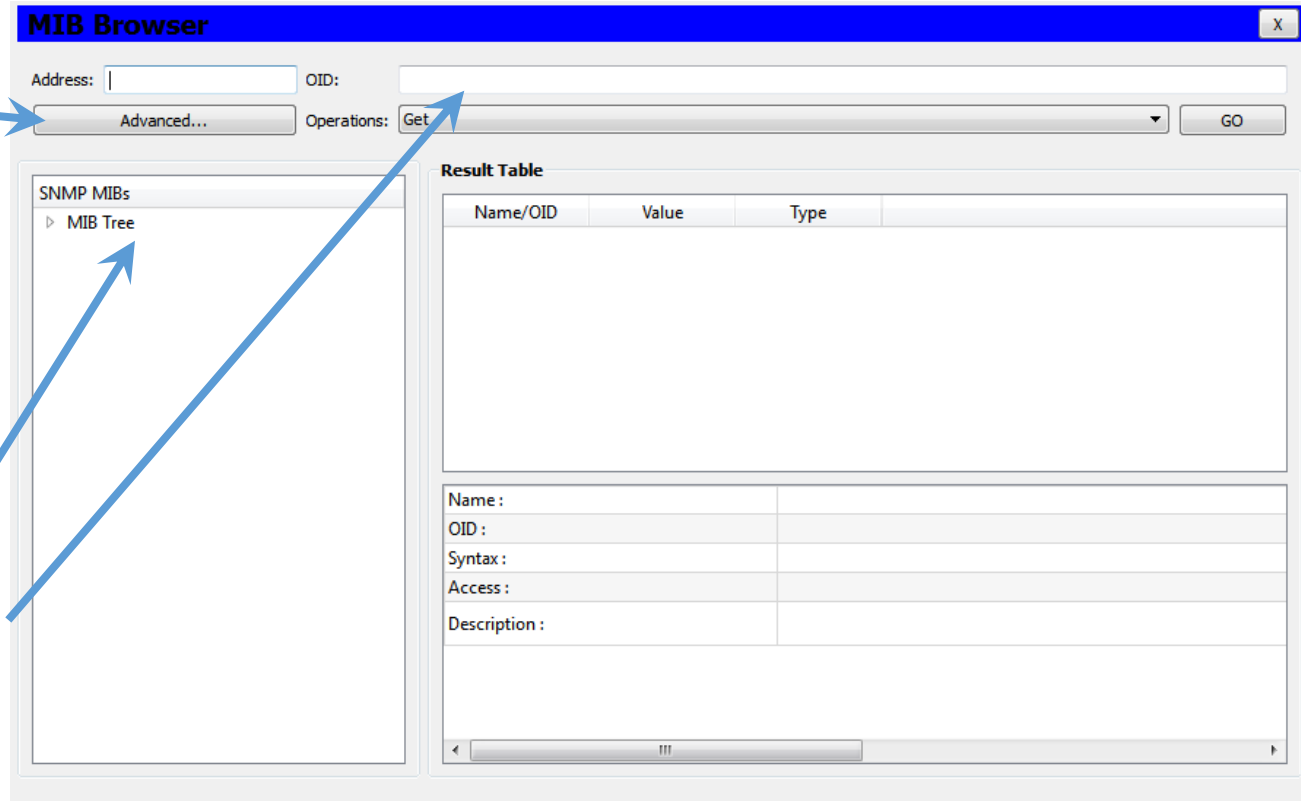 MIB Browser X
Address: OID:
Advanced... Operations: Get GO
SNMP MIBs
MIB Tree
Result Table
Name/OID Value Type
Name :
OID :
Syntax :
Access :
Description :